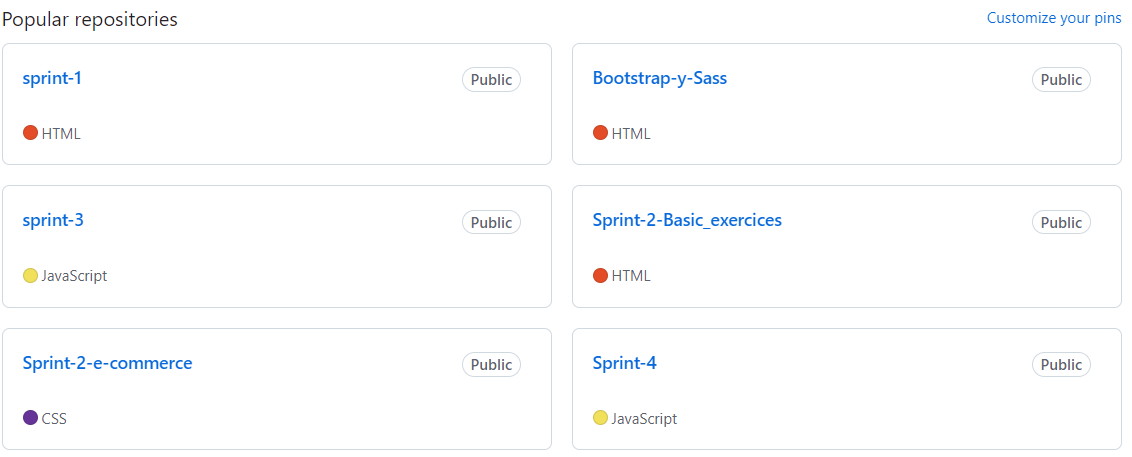 Popular repositories
Customize your pins
sprint-1
Public
HTML
Bootstrap-y-Sass
Public
HTML
sprint-3
Public
JavaScript
Sprint-2-Basic_exercices
Public
HTML
Sprint-2-e-commerce
Public
CSS
Sprint-4
Public
JavaScript